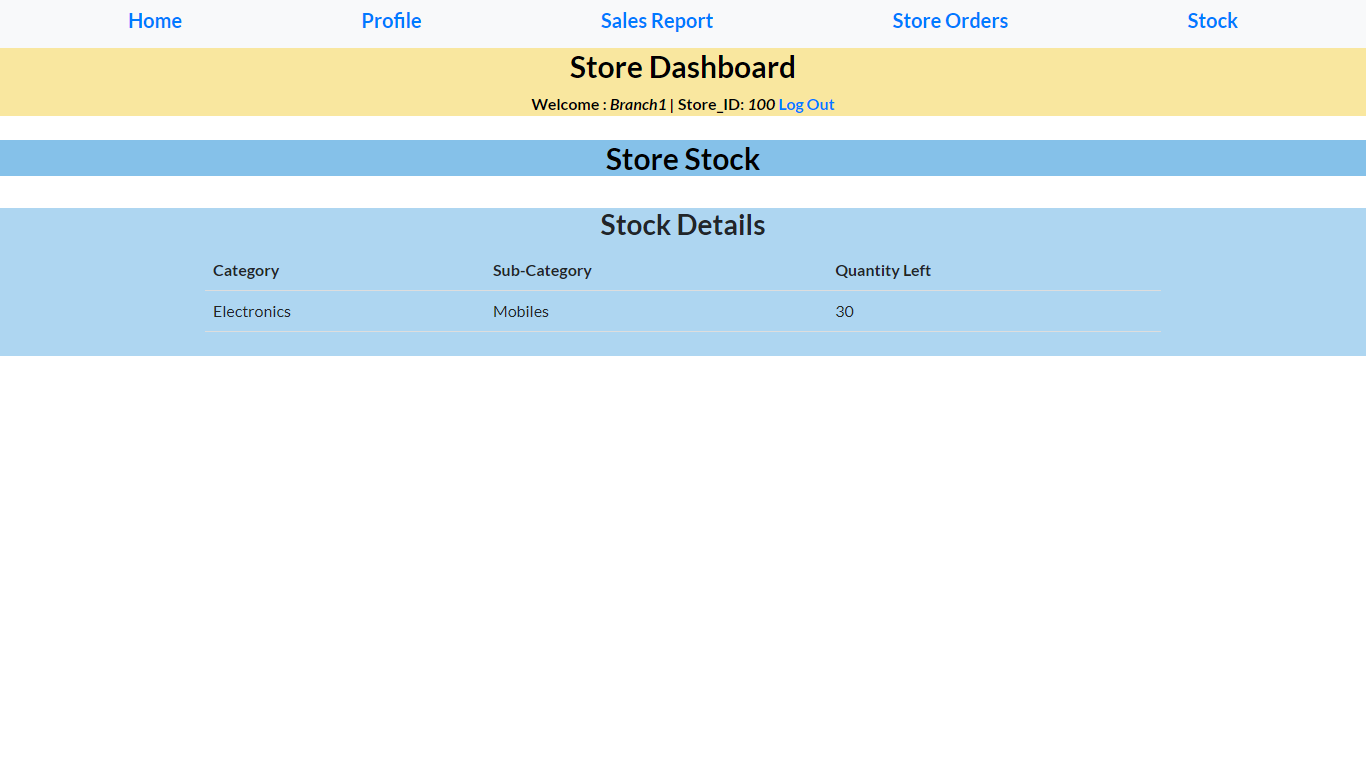 Home Profile Sales Report Store Orders Stock
Store Dashboard
Welcome : Branch1 | Store_ID: 100 Log Out
Store Stock
Stock Details
Category Sub-Category Quantity Left
Electronics Mobiles 30